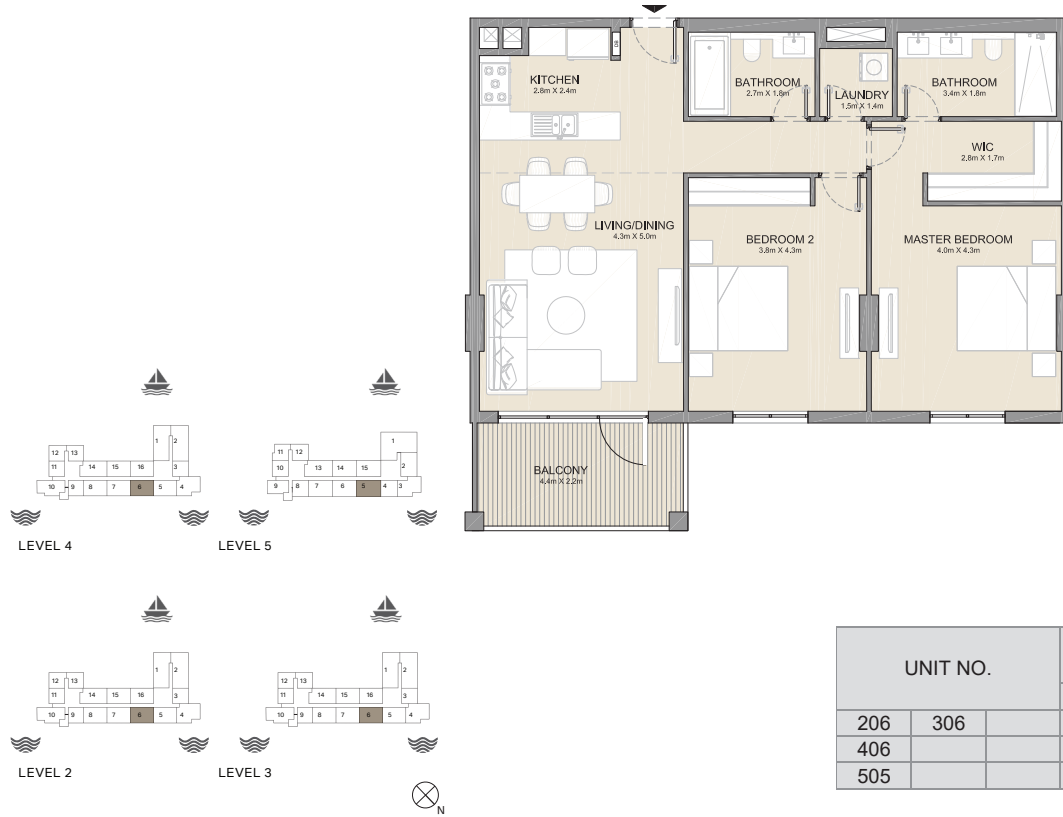 DB
KITCHEN
2.8m X 2.4m
BATHROOM
2.7m X 1.8m
LAUNDRY
1.5m X 1.4m
BATHROOM
3.4m X 1.8m
WIC
2.8m X 1.7m
LIVING/DINING
4.3m X 5.0m
BEDROOM 2
3.8m X 4.3m
MASTER BEDROOM
4.0m X 4.3m
BALCONY
4.4m X 2.2m
1 2
12 13
11 14 15 16 3
10 9 8 7 6 5 4
LEVEL 4
1
11 12
10 13 14 15 2
9 8 7 6 5 4 3
LEVEL 5
1 2
12 13
11 14 15 16 3
10 9 8 7 6 5 4
LEVEL 2
1 2
12 13
11 14 15 16 3
10 9 8 7 6 5 4
LEVEL 3
N
UNIT NO.
206 306
406
505